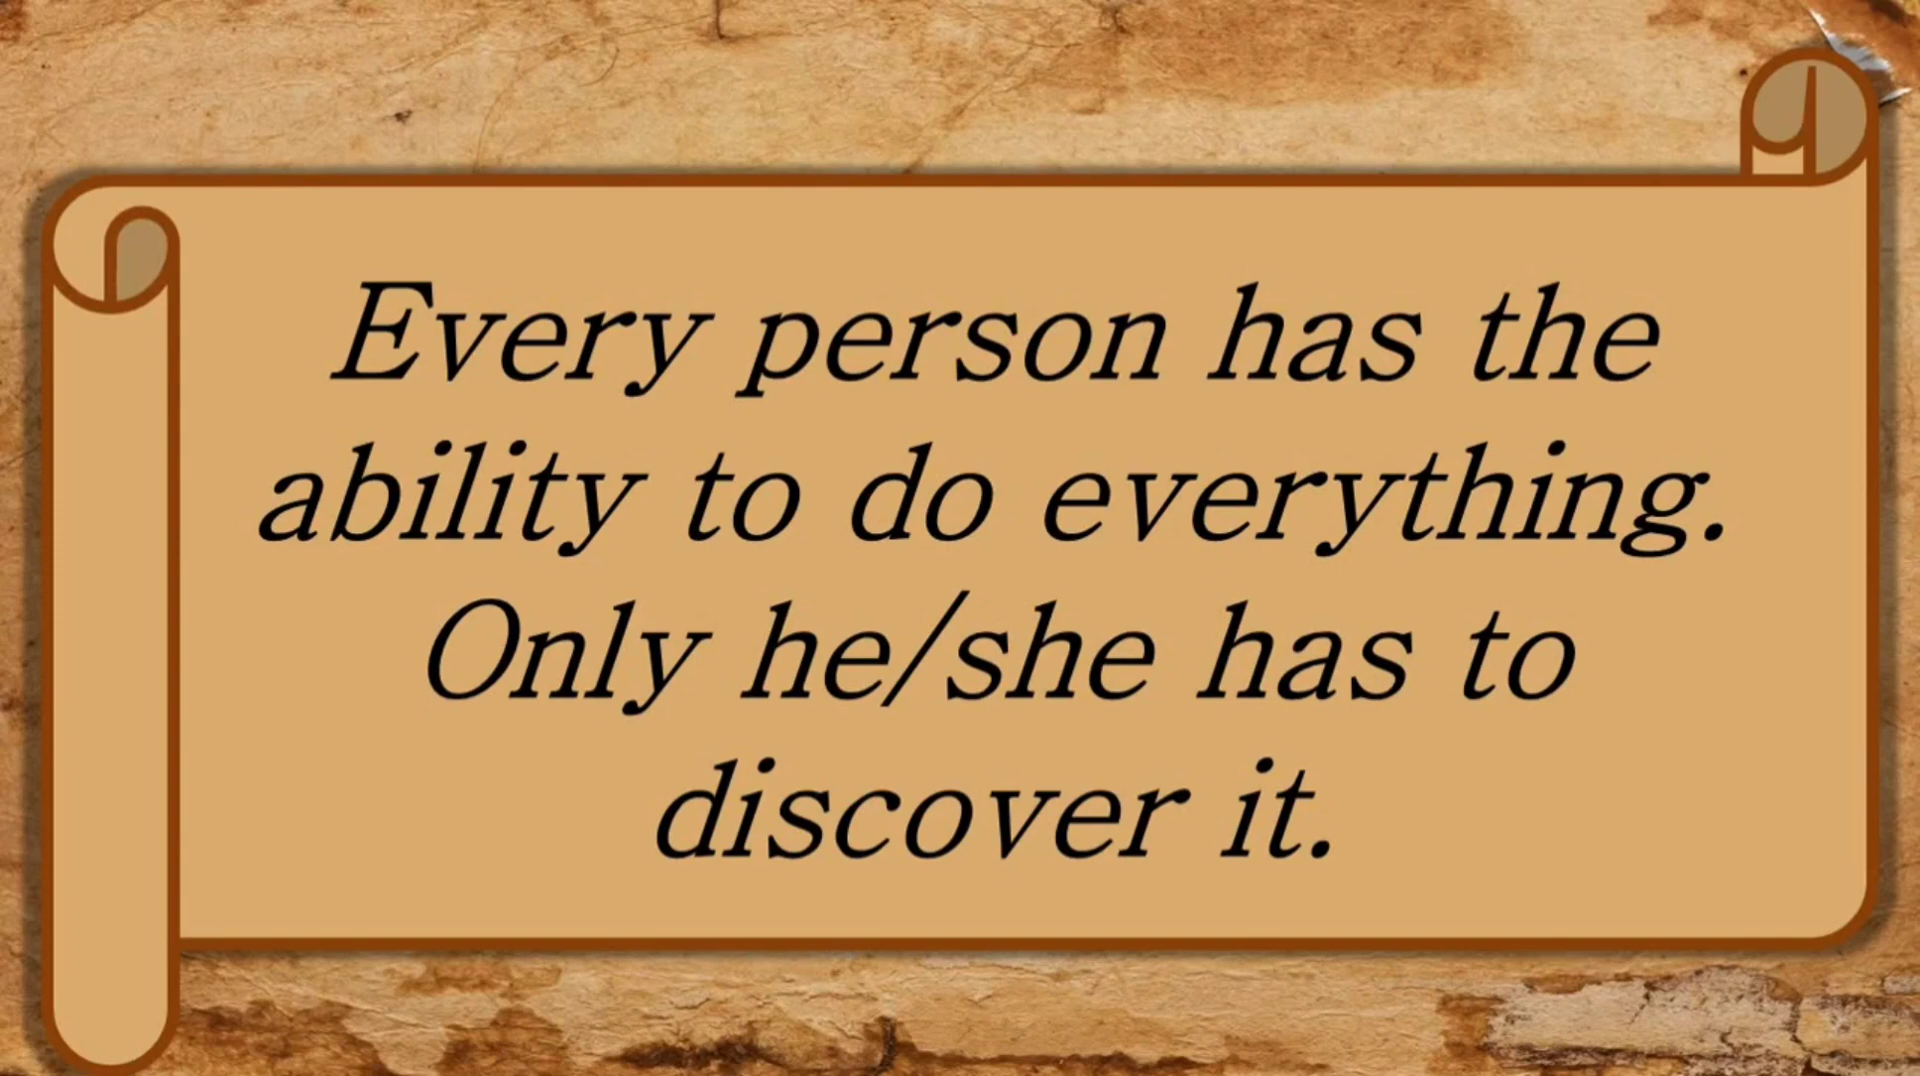 Every person has the
ability to do everything.
Only he/she has to
discover it.